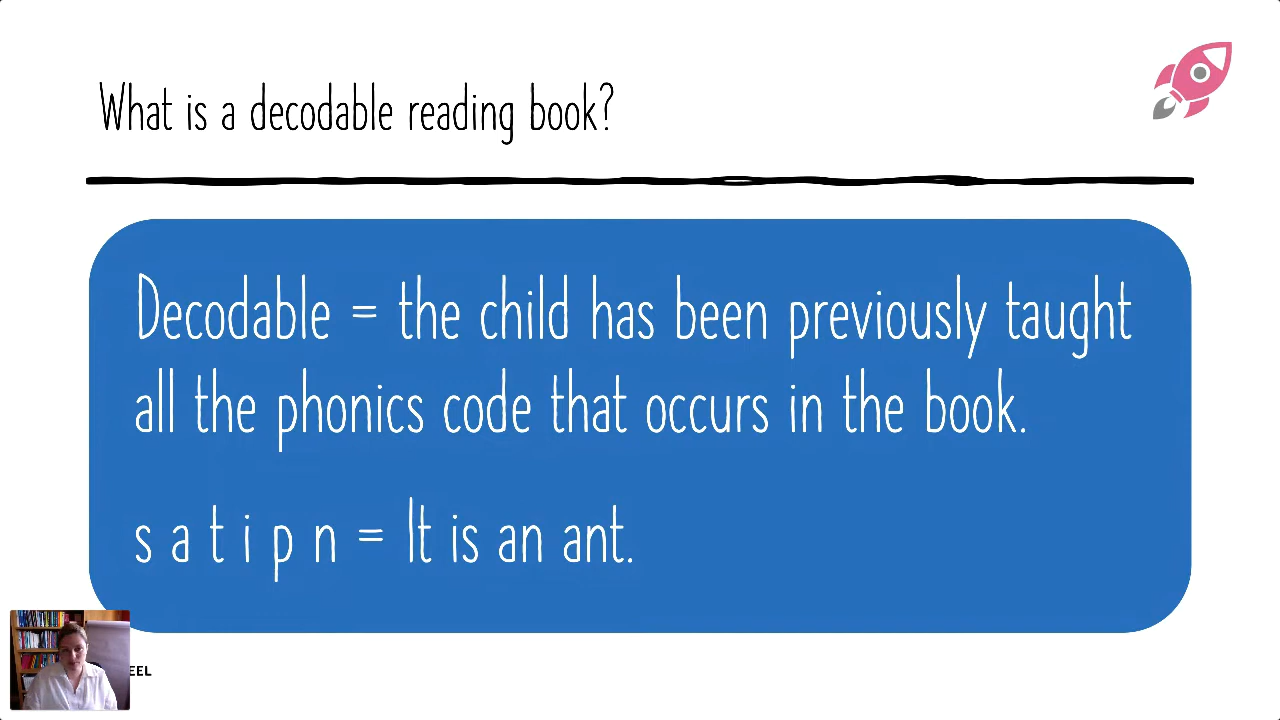 What is a decodable reading book?
Decodable = the child has been previously taught
all the phonics code that occurs in the book.
s a t i p n = It is an ant.